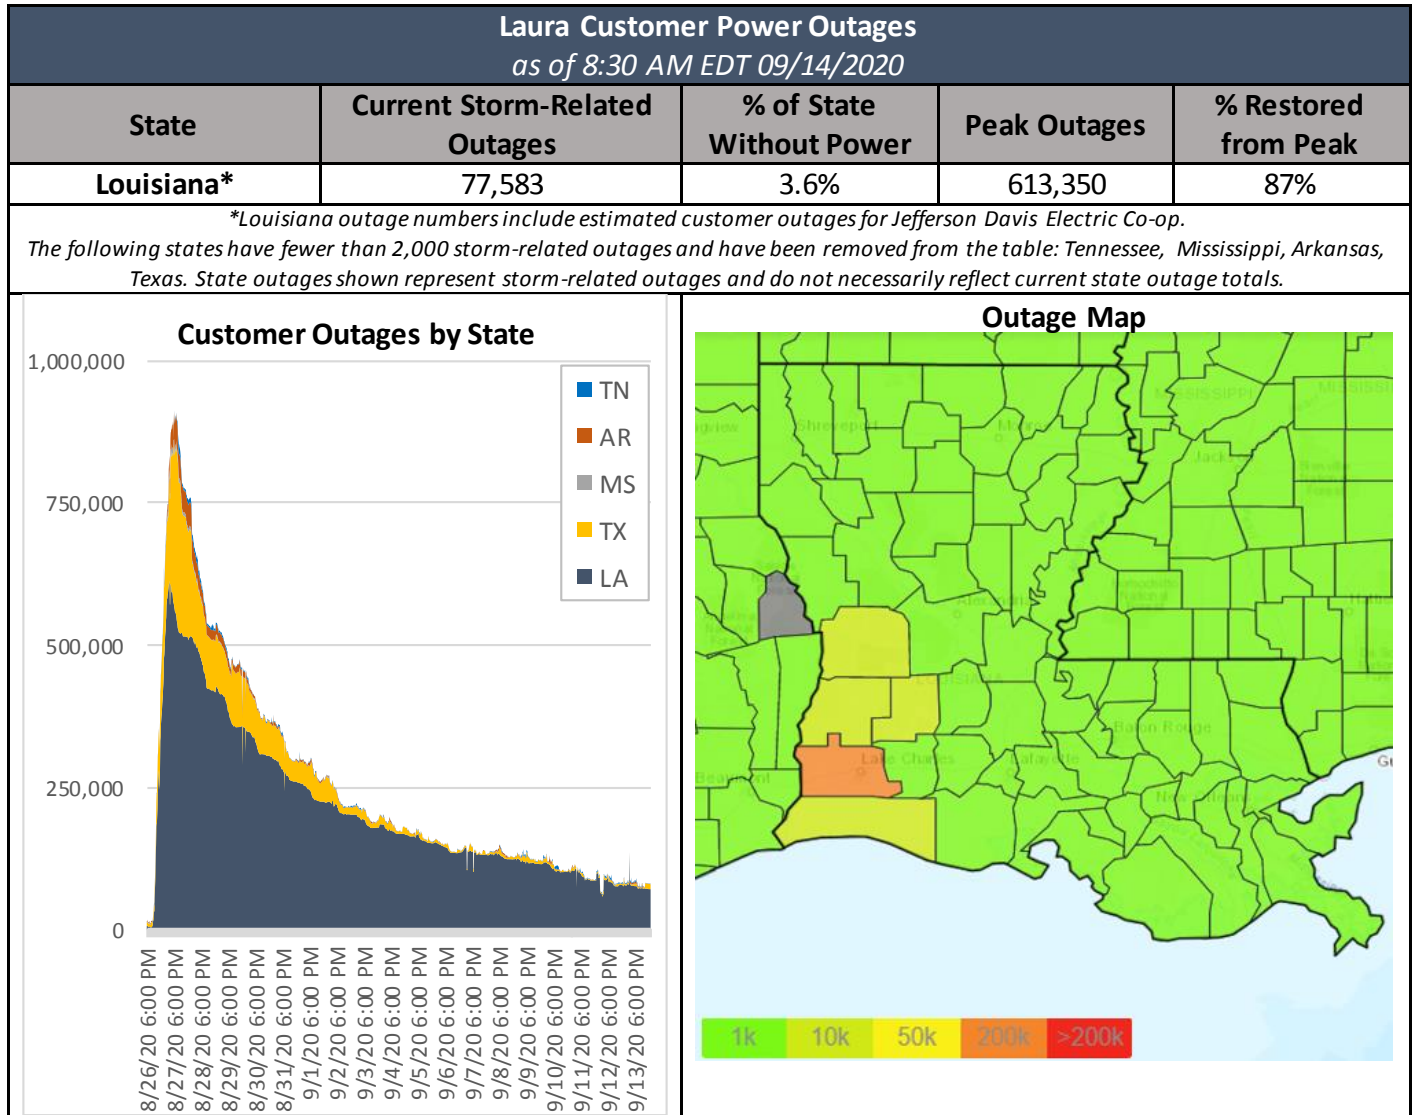 Laura Customer Power Outages
as of 8:30 AM EDT 09/14/2020
State
Current Storm-Related
Outages
% of State
Without Power
Peak Outages
% Restored
from Peak
Louisiana*
77,583
3.6%
613,350
87%
*Louisiana outage numbers include estimated customer outages for Jefferson Davis Electric Co-op.
The following states have fewer than 2,000 storm-related outages and have been removed from the table: Tennessee, Mississippi, Arkansas,
Texas. State outages shown represent storm-related outages and do not necessarily reflect current state outage totals.
Customer Outages by State
1,000,000
750,000
500,000
250,000
0
TN
AR
MS
TX
LA
8/26/20 6:00 PM
8/27/20 6:00 PM
8/28/20 6:00 PM
8/29/20 6:00 PM
8/30/20 6:00 PM
8/31/20 6:00 PM
9/1/20 6:00 PM
9/2/20 6:00 PM
9/3/20 6:00 PM
9/4/20 6:00 PM
9/5/20 6:00 PM
9/6/20 6:00 PM
9/7/20 6:00 PM
9/8/20 6:00 PM
9/9/20 6:00 PM
9/10/20 6:00 PM
9/11/20 6:00 PM
9/12/20 6:00 PM
9/13/20 6:00 PM
Outage Map
MISSISSIPPI
MISSISSI
gview
Shreveport
Monroe
Jackson
Alexandria
LOUISIANA
Baton Rouge
Beaumont
Lake Charles
Lafayette
New Orleans
Gu
1k
10k
50k
200k
>200k